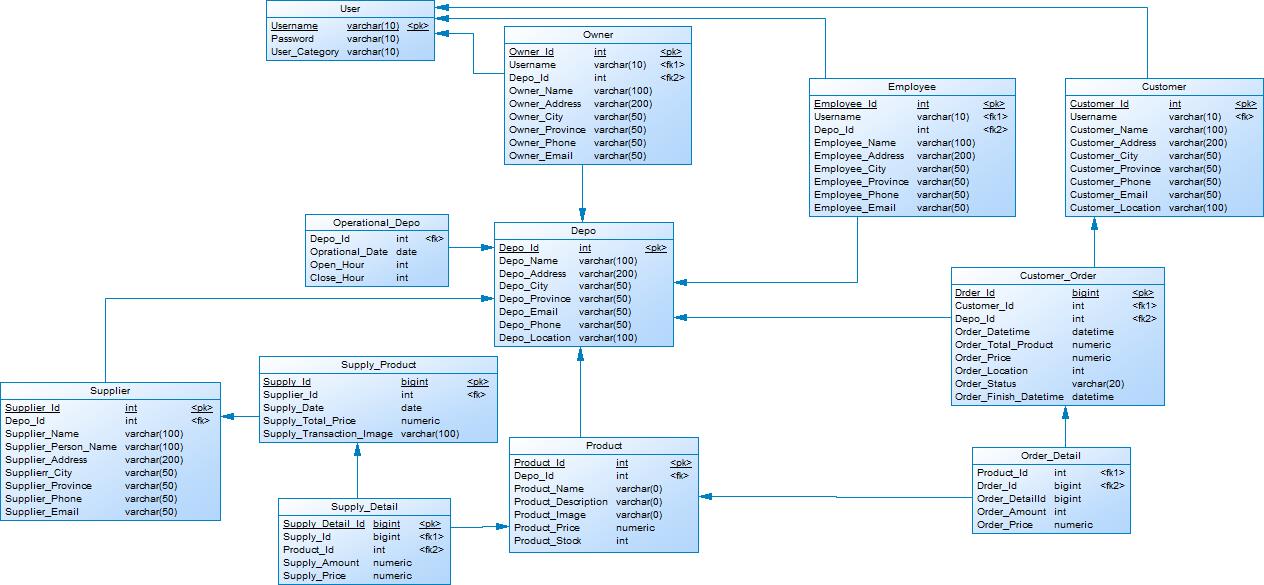 User
Username varchar(10) <pk>
Password varchar(10)
User_Category varchar(10)
Owner
Owner_Id int <pk>
Username varchar(10) <fk1>
Depo_Id int <fk2>
Owner_Name varchar(100)
Owner_Address varchar(200)
Owner_City varchar(50)
Owner_Province varchar(50)
Owner_Phone varchar(50)
Owner_Email varchar(50)
Employee
Employee_Id int <pk>
Username varchar(10) <fk1>
Depo_Id int <fk2>
Employee_Name varchar(100)
Employee_Address varchar(200)
Employee_City varchar(50)
Employee_Province varchar(50)
Employee_Phone varchar(50)
Employee_Email varchar(50)
Customer
Customer_Id int <pk>
Username varchar(10) <fk>
Customer_Name varchar(100)
Customer_Address varchar(200)
Customer_City varchar(50)
Customer_Province varchar(50)
Customer_Phone varchar(50)
Customer_Email varchar(50)
Customer_Location varchar(100)
Operational_Depo
Depo_Id int <fk>
Oprational_Date date
Open_Hour int
Close_Hour int
Depo
Depo_Id int <pk>
Depo_Name varchar(100)
Depo_Address varchar(200)
Depo_City varchar(50)
Depo_Province varchar(50)
Depo_Email varchar(50)
Depo_Phone varchar(50)
Depo_Location varchar(100)
Customer_Order
Order_Id bigint <pk>
Customer_Id int <fk1>
Depo_Id int <fk2>
Order_Datetime datetime
Order_Total_Product numeric
Order_Price numeric
Order_Location int
Order_Status varchar(20)
Order_Finish_Datetime datetime
Supplier
Supplier_Id int <pk>
Depo_Id int <fk>
Supplier_Name varchar(100)
Supplier_Person_Name varchar(100)
Supplier_Address varchar(200)
Supplierr_City varchar(50)
Supplier_Province varchar(50)
Supplier_Phone varchar(50)
Supplier_Email varchar(50)
Supply_Product
Supply_Id bigint <pk>
Supplier_Id int <fk>
Supply_Date date
Supply_Total_Price numeric
Supply_Transaction_Image varchar(100)
Supply_Detail
Supply_Detail_Id bigint <pk>
Supply_Id bigint <fk1>
Product_Id int <fk2>
Supply_Amount numeric
Supply_Price numeric
Product
Product_Id int <pk>
Depo_Id int <fk>
Product_Name varchar(0)
Product_Description varchar(0)
Product_Image varchar(0)
Product_Price numeric
Product_Stock int
Order_Detail
Product_Id int <fk1>
Order_Id bigint <fk2>
Order_DetailId bigint
Order_Amount int
Order_Price numeric